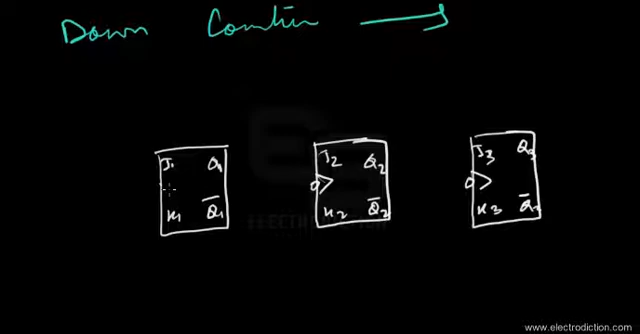 Down Counter
J1 Q1 J2 Q2 J3 Q3
K1 Q̅1 K2 Q̅2 K3 Q̅3
www.electrodiction.com